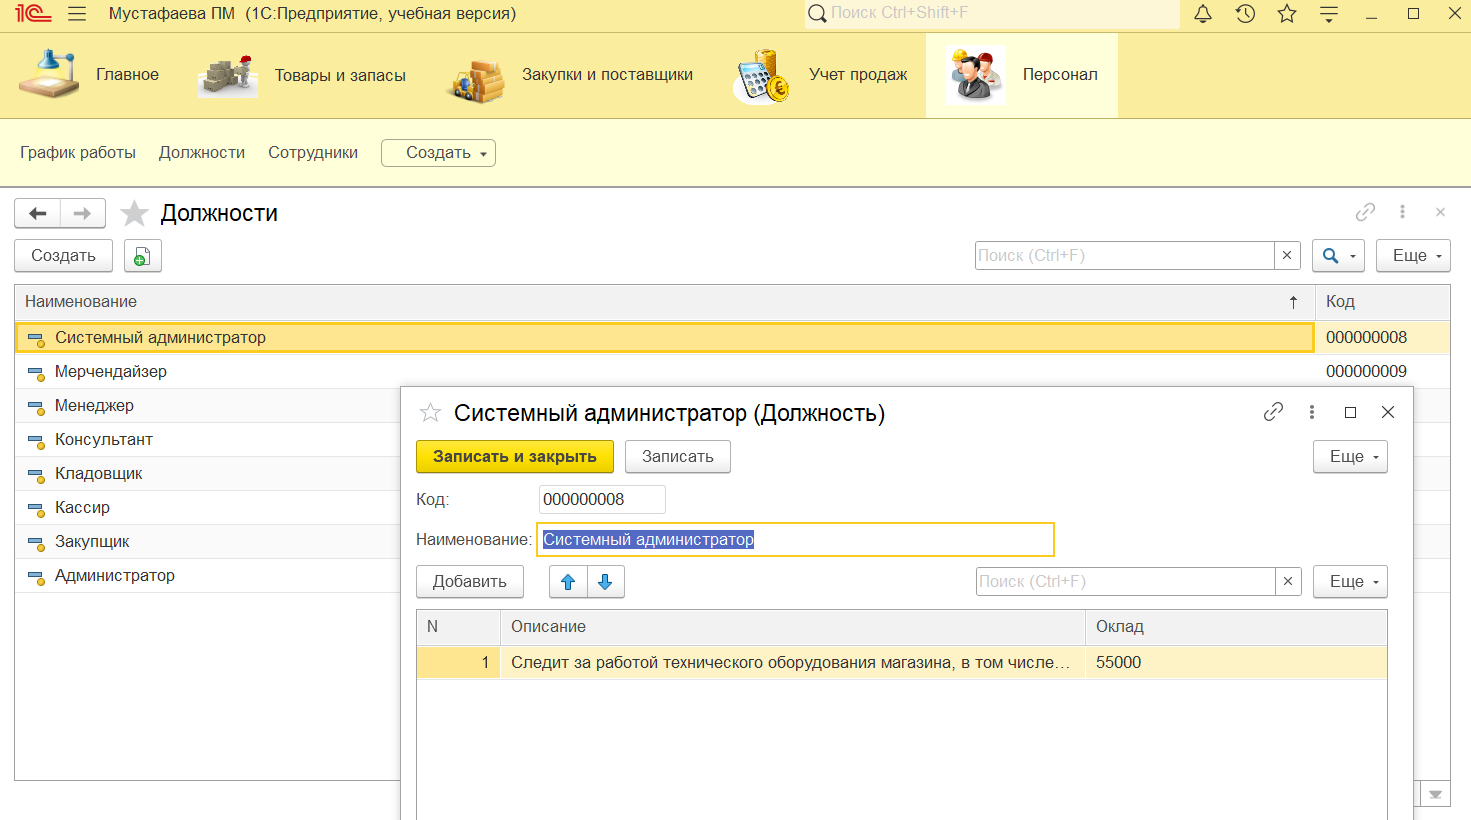 1С Мустафаева ПМ (1С:Предприятие, учебная версия) Поиск Ctrl+Shift+F
Главное Товары и запасы Закупки и поставщики Учет продаж Персонал
График работы Должности Сотрудники Создать
Должности
Создать Поиск (Ctrl+F) × Еще
Наименование ↑ Код
Системный администратор 000000008
Мерчендайзер 000000009
Менеджер
Консультант
Кладовщик
Кассир
Закупщик
Администратор
Системный администратор (Должность)
Записать и закрыть Записать Еще
Код: 000000008
Наименование: Системный администратор
Добавить Поиск (Ctrl+F) × Еще
N Описание Оклад
1 Следит за работой технического оборудования магазина, в том числе... 55000